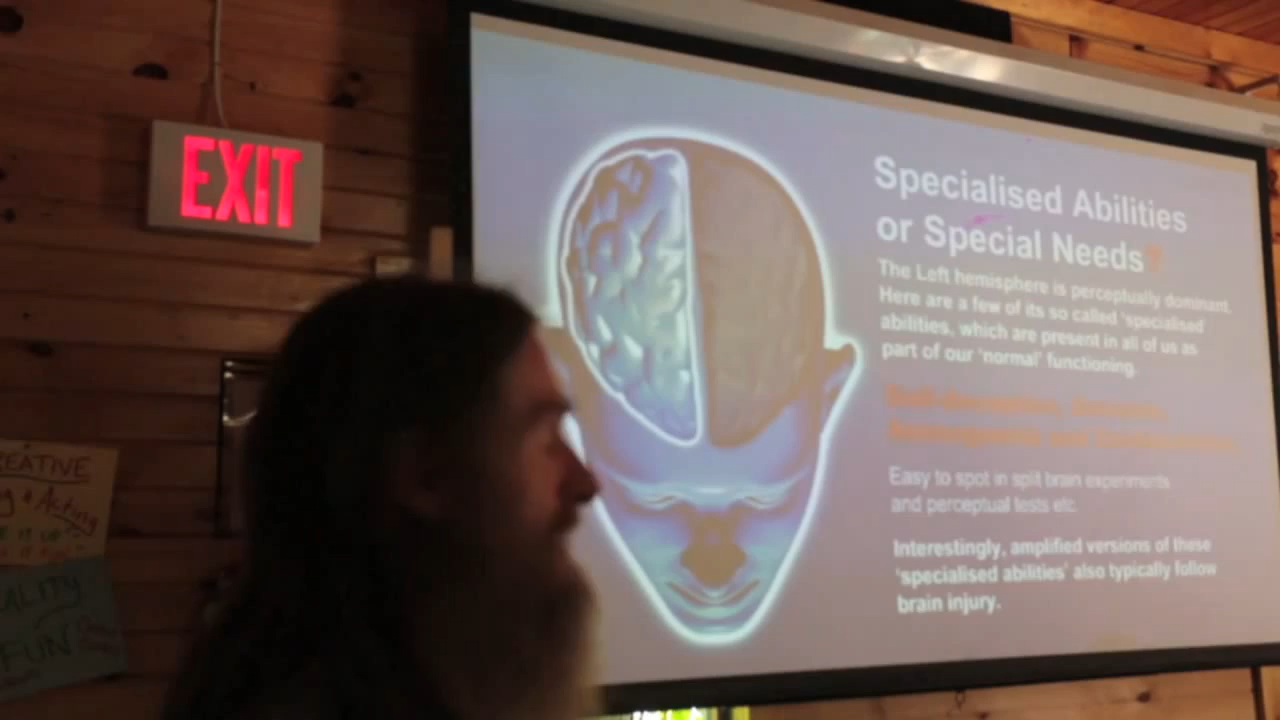 EXIT
Specialised Abilities
or Special Needs?
The Left hemisphere is perceptually dominant.
Here are a few of its so called 'specialised'
abilities, which are present in all of us as
part of our 'normal' functioning.
Easy to spot in split brain experiments
and perceptual tests etc.
Interestingly, amplified versions of these
'specialised abilities' also typically follow
brain injury.
EATIVE
& Acting
ALITY
FUN